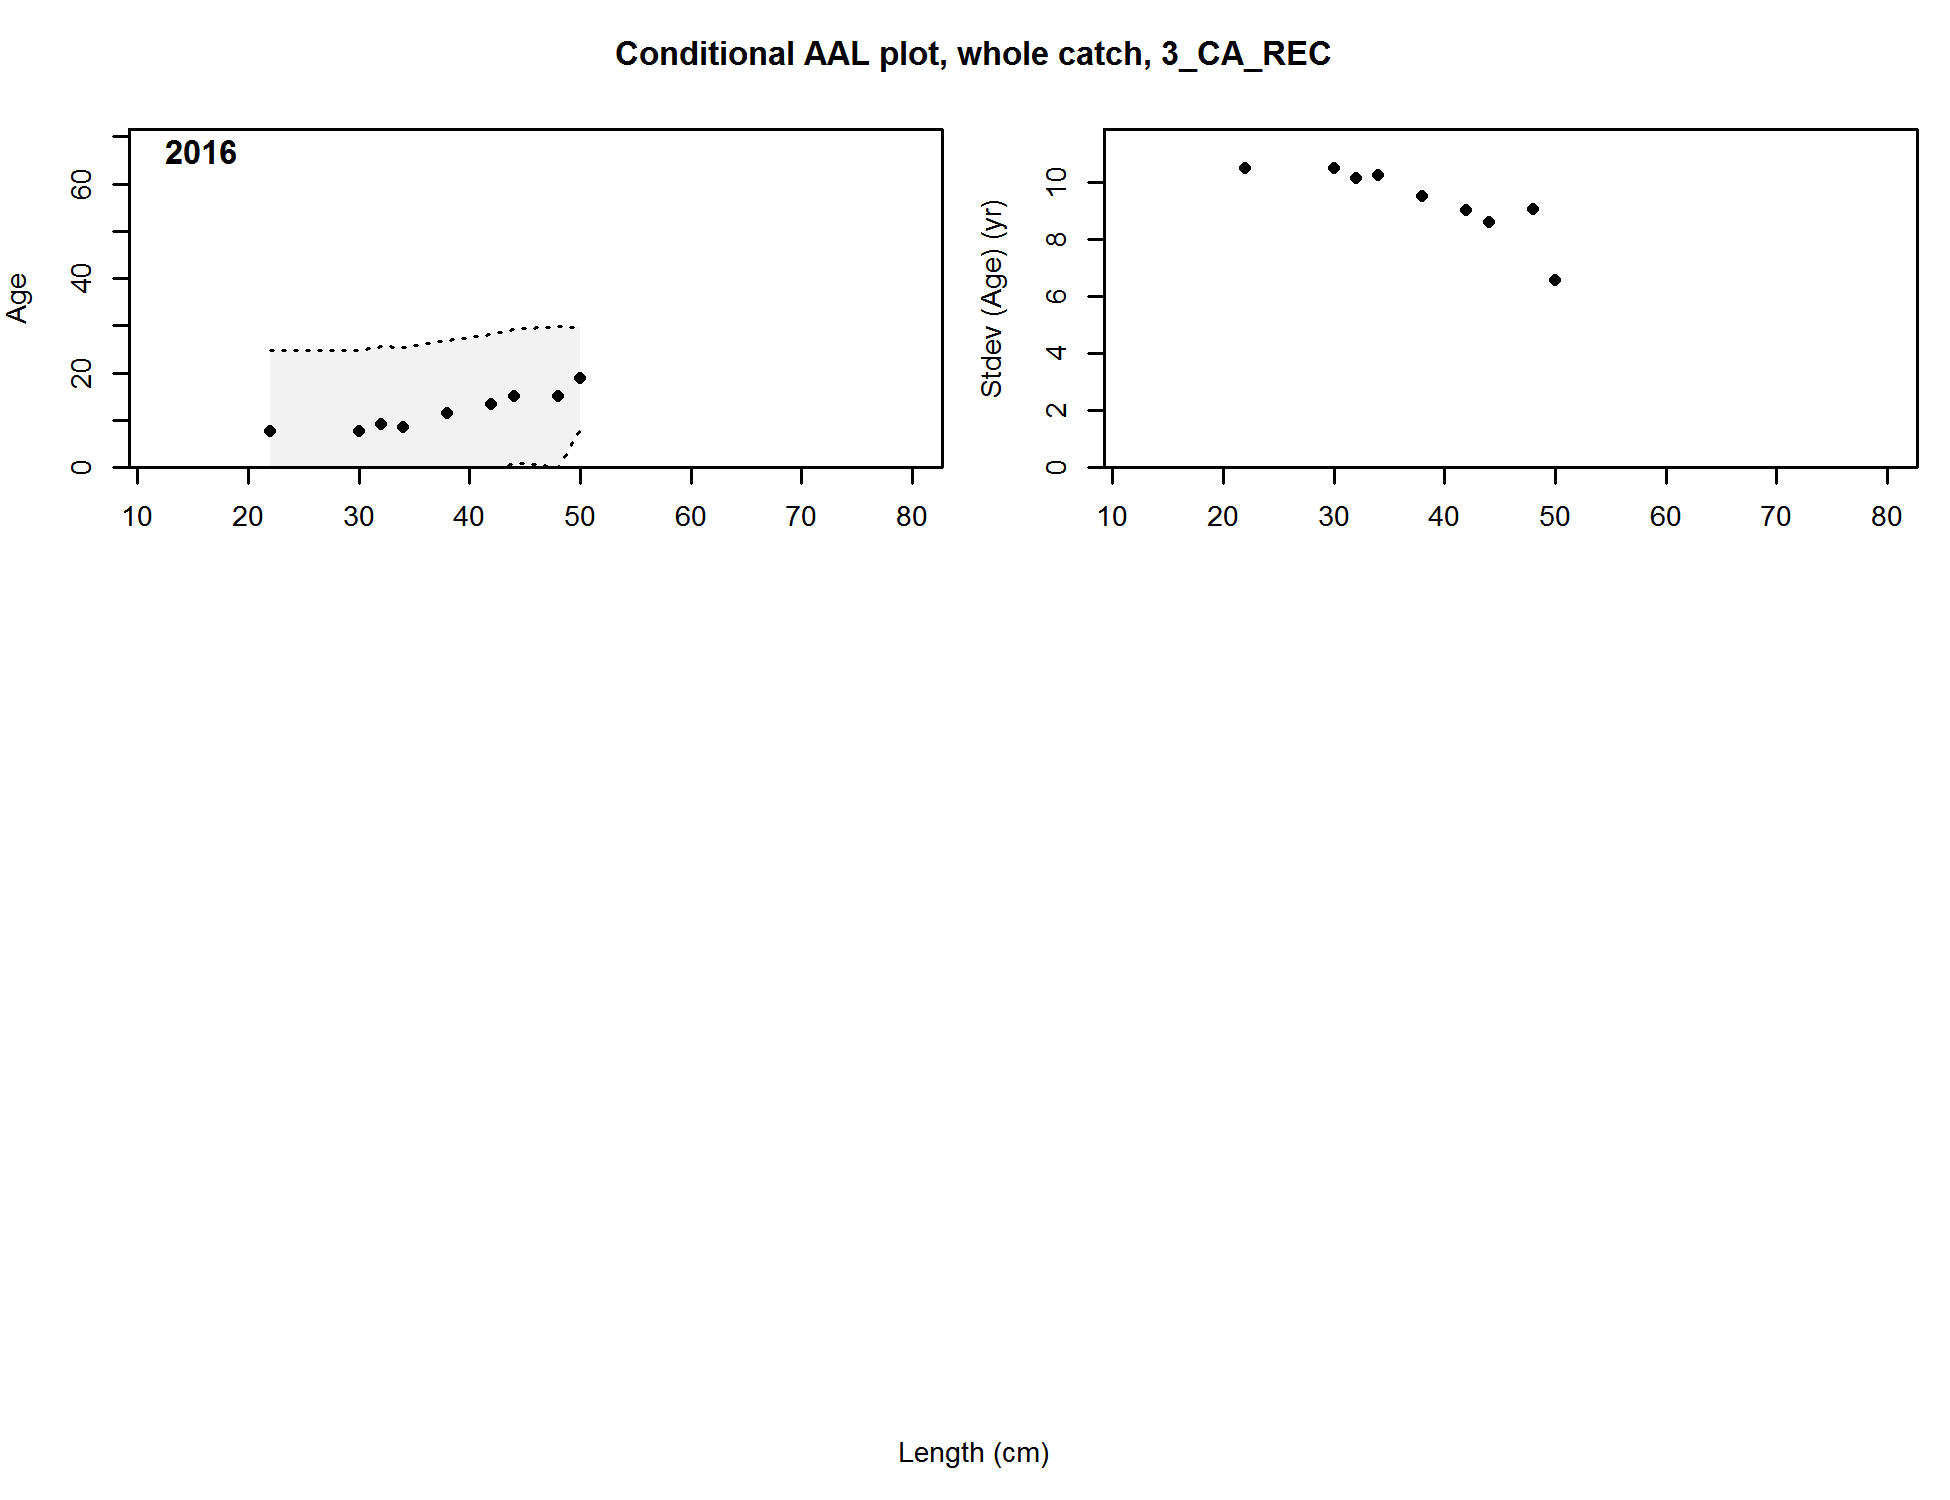 Conditional AAL plot, whole catch, 3_CA_REC
2016
Age
0 20 40 60
10 20 30 40 50 60 70 80
Stdev (Age) (yr)
0 2 4 6 8 10
10 20 30 40 50 60 70 80
Length (cm)